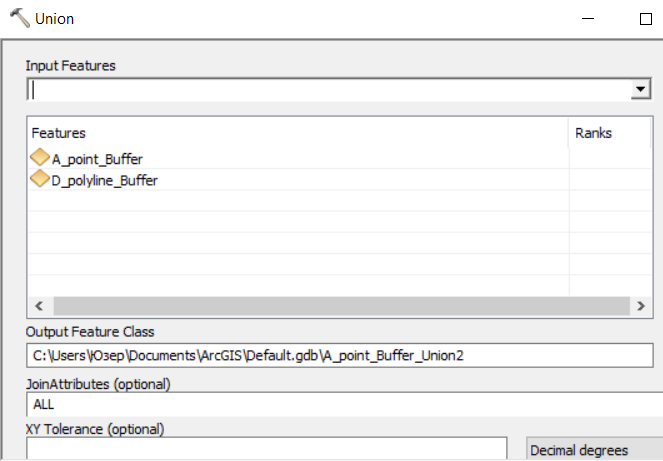 Union
Input Features
Features Ranks
A_point_Buffer
D_polyline_Buffer
Output Feature Class
C:\Users\Юзер\Documents\ArcGIS\Default.gdb\A_point_Buffer_Union2
JoinAttributes (optional)
ALL
XY Tolerance (optional)
Decimal degrees